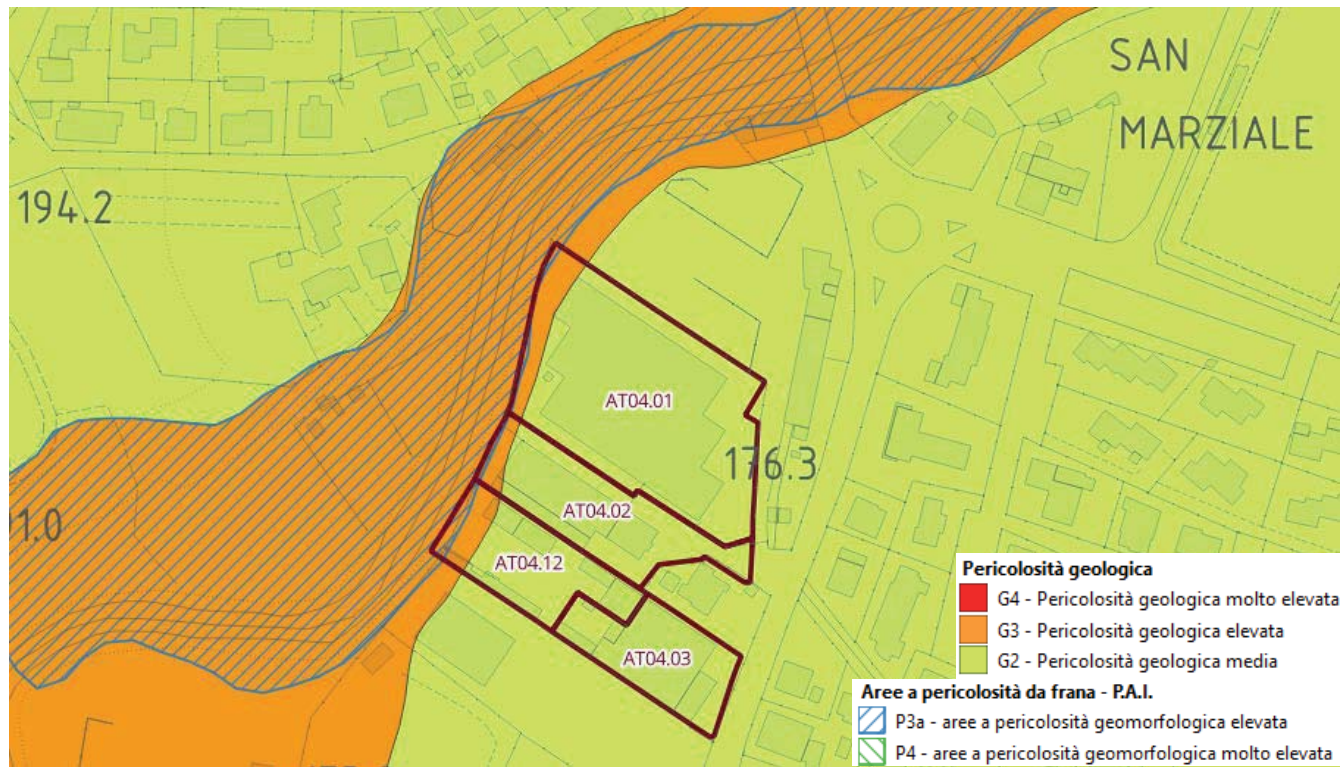 SAN
MARZIALE
194.2
AT04.01
176.3
AT04.02
1.0
AT04.12
AT04.03
Pericolosità geologica
G4 - Pericolosità geologica molto elevata
G3 - Pericolosità geologica elevata
G2 - Pericolosità geologica media
Aree a pericolosità da frana - P.A.I.
P3a - aree a pericolosità geomorfologica elevata
P4 - aree a pericolosità geomorfologica molto elevata